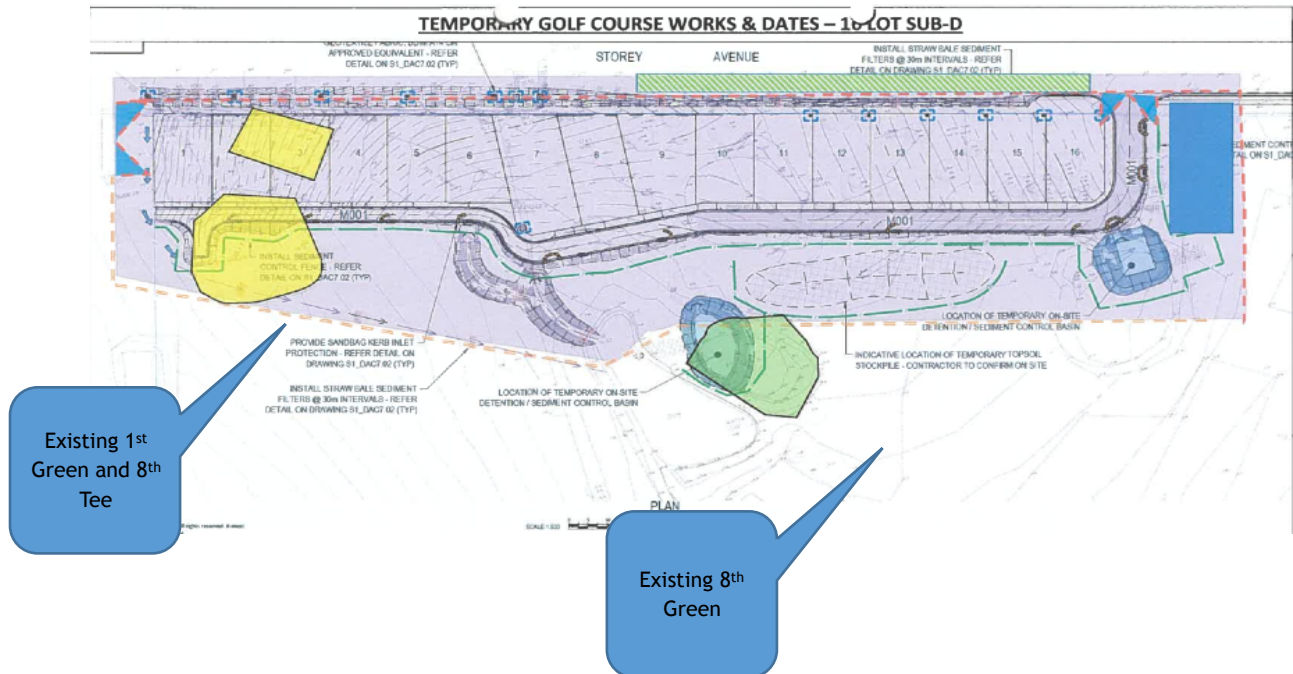 TEMPORARY GOLF COURSE WORKS & DATES – 16 LOT SUB-D
APPROVED EQUIVALENT - REFER
DETAIL ON DRAWING S1_DAC7.02 (TYP)
STOREY AVENUE
INSTALL STRAW BALE SEDIMENT
FILTERS @ 30m INTERVALS - REFER
DETAIL ON DRAWING S1_DAC7.02 (TYP)
1
3
4
5
6
7
8
9
10
11
12
13
14
15
16
M001
M001
M001
INSTALL SEDIMENT
CONTROL FENCE - REFER
DETAIL ON S1_DAC7.02 (TYP)
PROVIDE SANDBAG KERB INLET
PROTECTION - REFER DETAIL ON
DRAWING S1_DAC7.02 (TYP)
INSTALL STRAW BALE SEDIMENT
FILTERS @ 30m INTERVALS - REFER
DETAIL ON DRAWING S1_DAC7.02 (TYP)
LOCATION OF TEMPORARY ON-SITE
DETENTION / SEDIMENT CONTROL BASIN
LOCATION OF TEMPORARY ON-SITE
DETENTION / SEDIMENT CONTROL BASIN
INDICATIVE LOCATION OF TEMPORARY TOPSOIL
STOCKPILE - CONTRACTOR TO CONFIRM ON SITE
Existing 1st
Green and 8th
Tee
Existing 8th
Green
PLAN